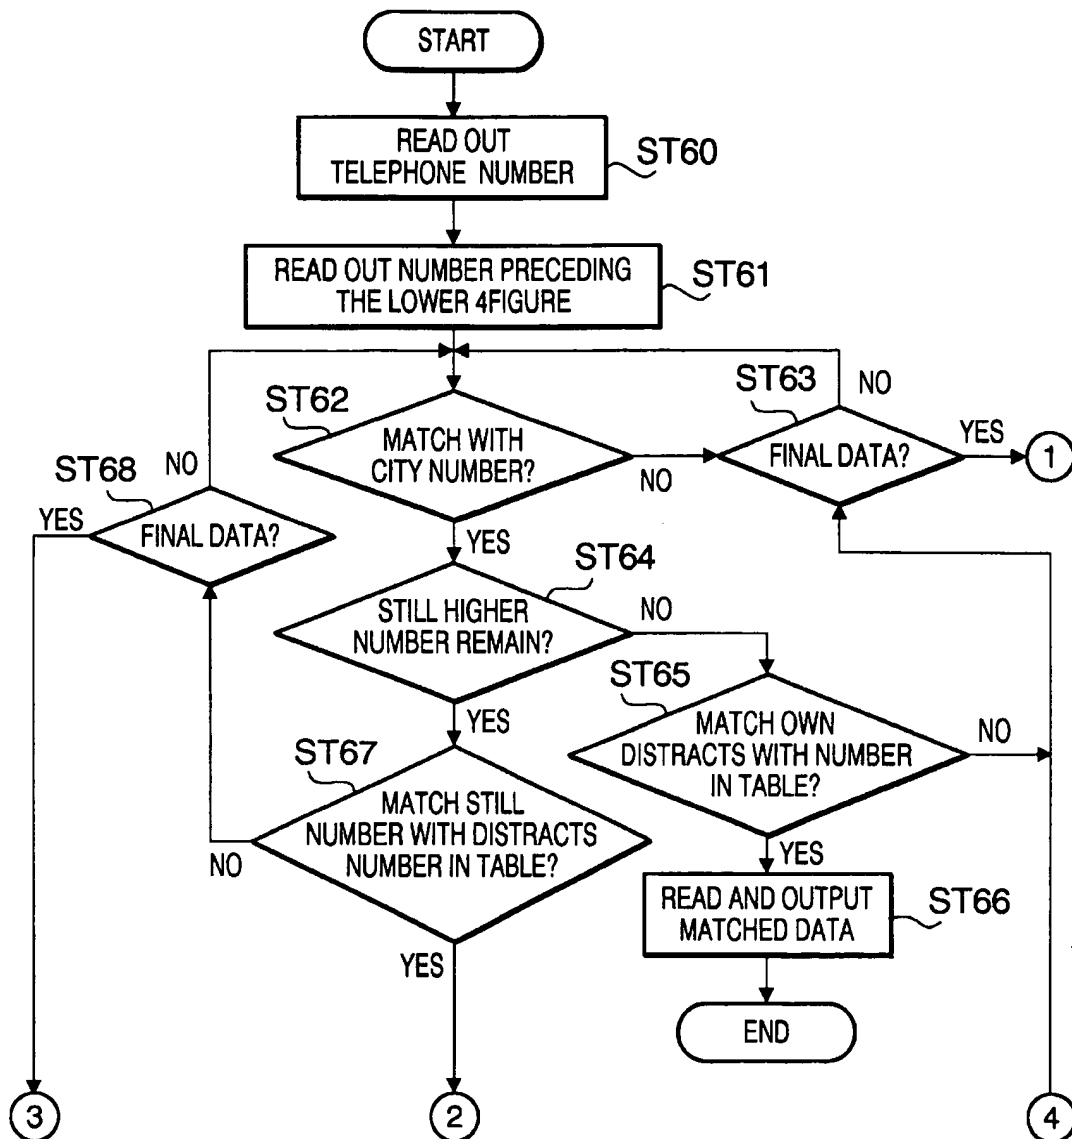 START
READ OUT
TELEPHONE NUMBER
ST60
READ OUT NUMBER PRECEDING
THE LOWER 4FIGURE
ST61
ST62
MATCH WITH
CITY NUMBER?
NO
YES
ST63
NO
FINAL DATA?
YES
1
ST68
NO
YES
FINAL DATA?
ST64
STILL HIGHER
NUMBER REMAIN?
NO
YES
ST65
MATCH OWN
DISTRACTS WITH NUMBER
IN TABLE?
NO
YES
ST67
MATCH STILL
NUMBER WITH DISTRACTS
NUMBER IN TABLE?
NO
YES
READ AND OUTPUT
MATCHED DATA
ST66
END
3
2
4